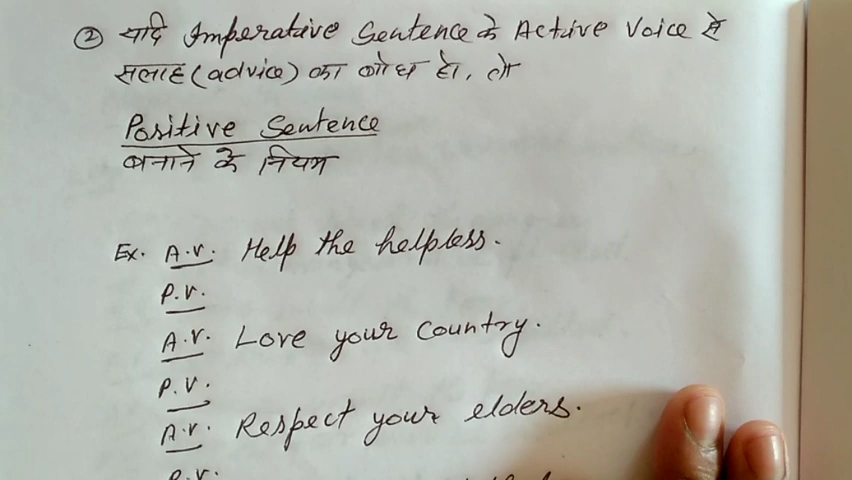 ② यदि Imperative Sentence के Active Voice से
सलाह (advice) का बोध हो, तो
Positive Sentence
बनाने के नियम
Ex. A.V. Help the helpless.
P.V.
A.V. Love your country.
P.V.
A.V. Respect your elders.
P.V.